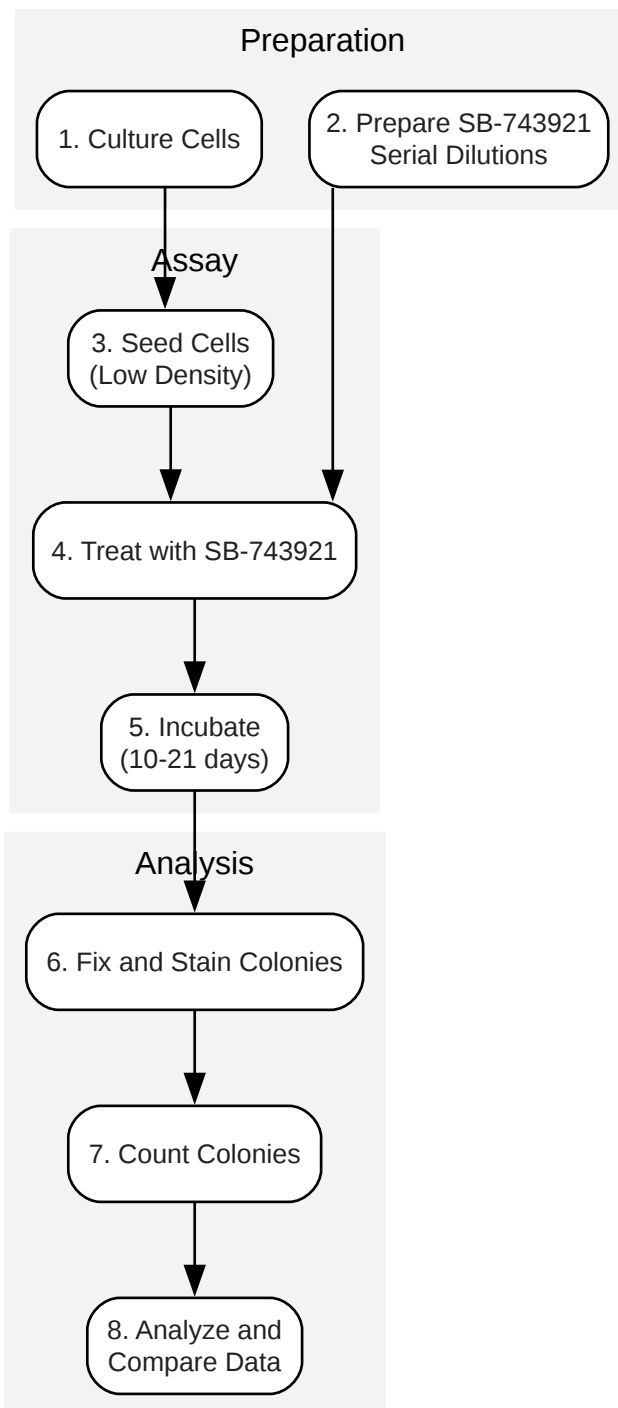 Preparation
1. Culture Cells
2. Prepare SB-743921
Serial Dilutions
Assay
3. Seed Cells
(Low Density)
4. Treat with SB-743921
5. Incubate
(10-21 days)
Analysis
6. Fix and Stain Colonies
7. Count Colonies
8. Analyze and
Compare Data